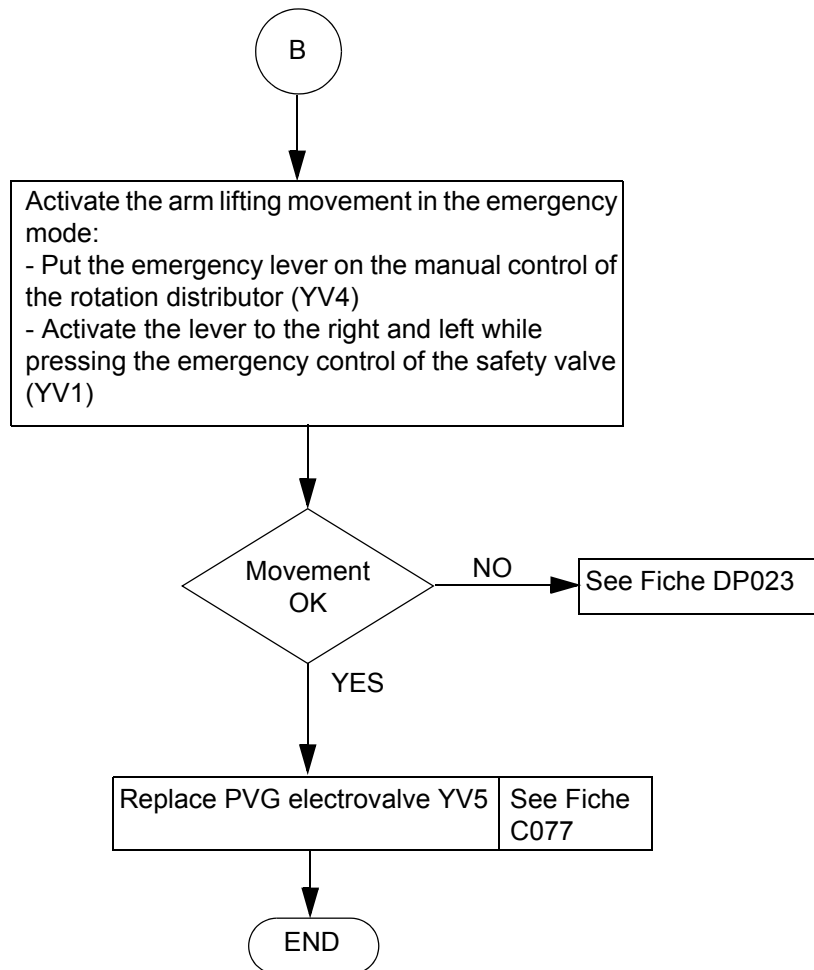 B
Activate the arm lifting movement in the emergency
mode:
- Put the emergency lever on the manual control of
the rotation distributor (YV4)
- Activate the lever to the right and left while
pressing the emergency control of the safety valve
(YV1)
Movement
OK
NO
See Fiche DP023
YES
Replace PVG electrovalve YV5
See Fiche
C077
END